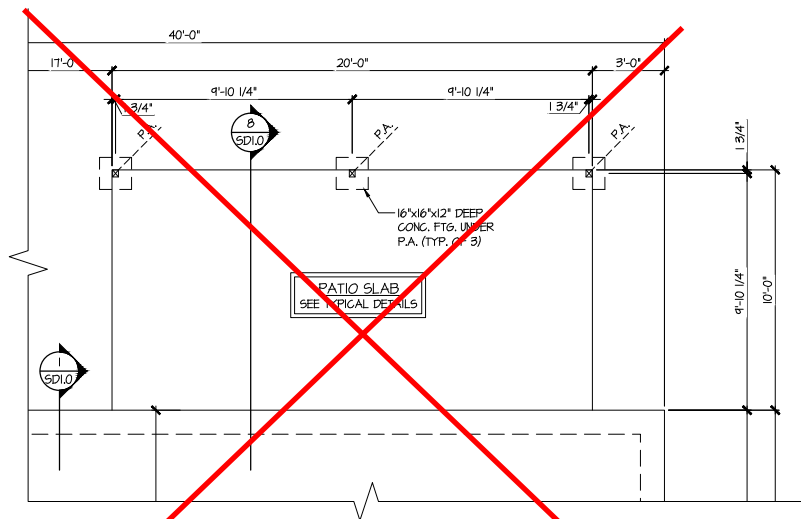 40'-0"
17'-0
20'-0"
3'-0"
9'-10 1/4"
9'-10 1/4"
3/4"
1 3/4"
1 3/4"
P.A.
8
SD1.0
P.A.
16"x16"x12" DEEP
CONC. FTG. UNDER
P.A. (TYP. OF 3)
PATIO SLAB
SEE TYPICAL DETAILS
9'-10 1/4"
10'-0"
1
SD1.0